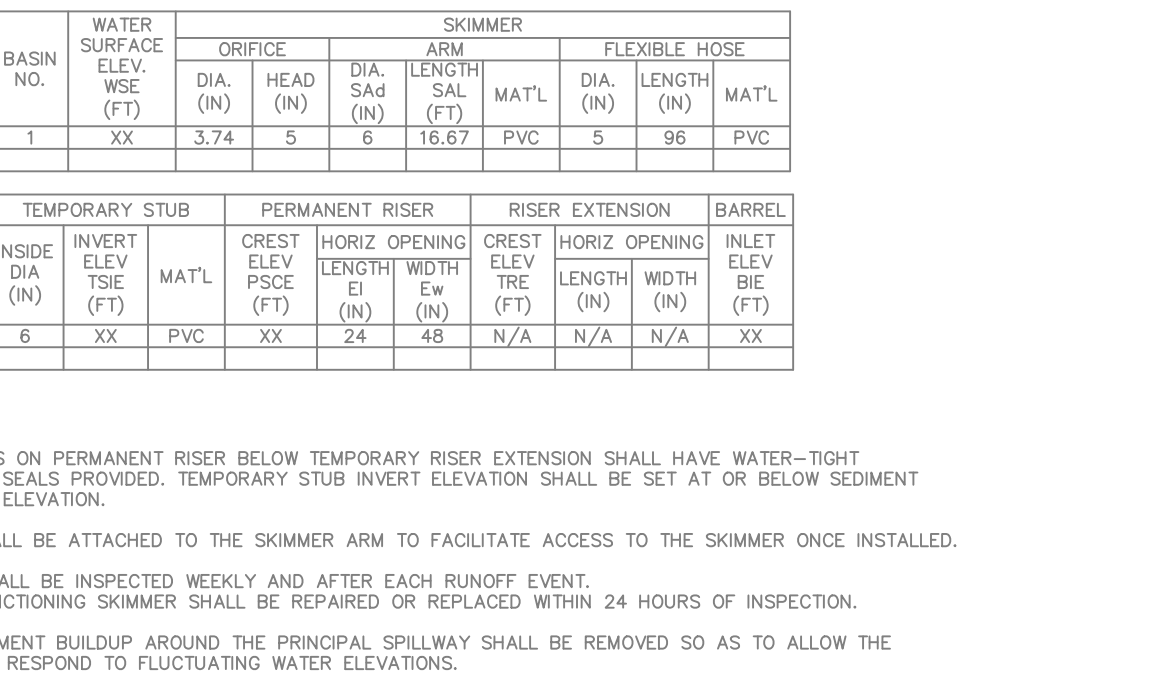 SKIMMER
BASIN NO.
WATER SURFACE ELEV. WSE (FT)
ORIFICE ARM FLEXIBLE HOSE
DIA. (IN)
HEAD (IN)
DIA. SAd (IN)
LENGTH SAL (FT)
MAT'L
DIA. (IN)
LENGTH (IN)
MAT'L
1 XX 3.74 5 6 16.67 PVC 5 96 PVC
TEMPORARY STUB PERMANENT RISER RISER EXTENSION BARREL
NSIDE DIA (IN)
INVERT ELEV TSIE (FT)
MAT'L
CREST ELEV PSCE (FT)
HORIZ OPENING
LENGTH El (IN)
WIDTH Ew (IN)
CREST ELEV TRE (FT)
HORIZ OPENING
LENGTH (IN)
WIDTH (IN)
INLET ELEV BIE (FT)
6 XX PVC XX 24 48 N/A N/A N/A XX
S ON PERMANENT RISER BELOW TEMPORARY RISER EXTENSION SHALL HAVE WATER-TIGHT
SEALS PROVIDED. TEMPORARY STUB INVERT ELEVATION SHALL BE SET AT OR BELOW SEDIMENT
ELEVATION.
ALL BE ATTACHED TO THE SKIMMER ARM TO FACILITATE ACCESS TO THE SKIMMER ONCE INSTALLED.
ALL BE INSPECTED WEEKLY AND AFTER EACH RUNOFF EVENT.
NCTIONING SKIMMER SHALL BE REPAIRED OR REPLACED WITHIN 24 HOURS OF INSPECTION.
MENT BUILDUP AROUND THE PRINCIPAL SPILLWAY SHALL BE REMOVED SO AS TO ALLOW THE
RESPOND TO FLUCTUATING WATER ELEVATIONS.